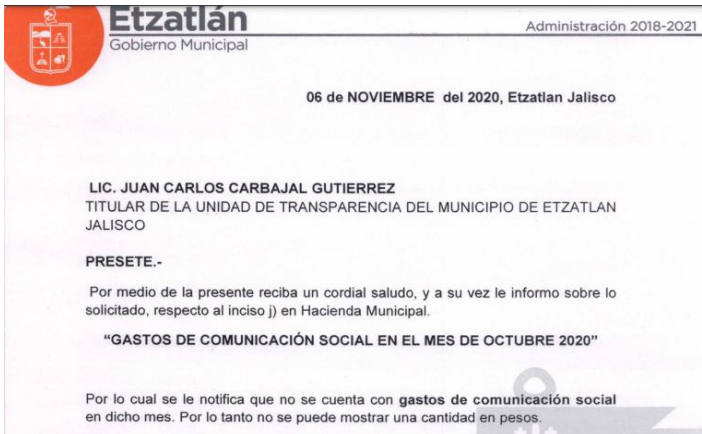 Etzatlán
Gobierno Municipal
Administración 2018-2021
06 de NOVIEMBRE del 2020, Etzatlan Jalisco
LIC. JUAN CARLOS CARBAJAL GUTIERREZ
TITULAR DE LA UNIDAD DE TRANSPARENCIA DEL MUNICIPIO DE ETZATLAN
JALISCO
PRESETE.-
Por medio de la presente reciba un cordial saludo, y a su vez le informo sobre lo
solicitado, respecto al inciso j) en Hacienda Municipal.
“GASTOS DE COMUNICACIÓN SOCIAL EN EL MES DE OCTUBRE 2020”
Por lo cual se le notifica que no se cuenta con gastos de comunicación social
en dicho mes. Por lo tanto no se puede mostrar una cantidad en pesos.